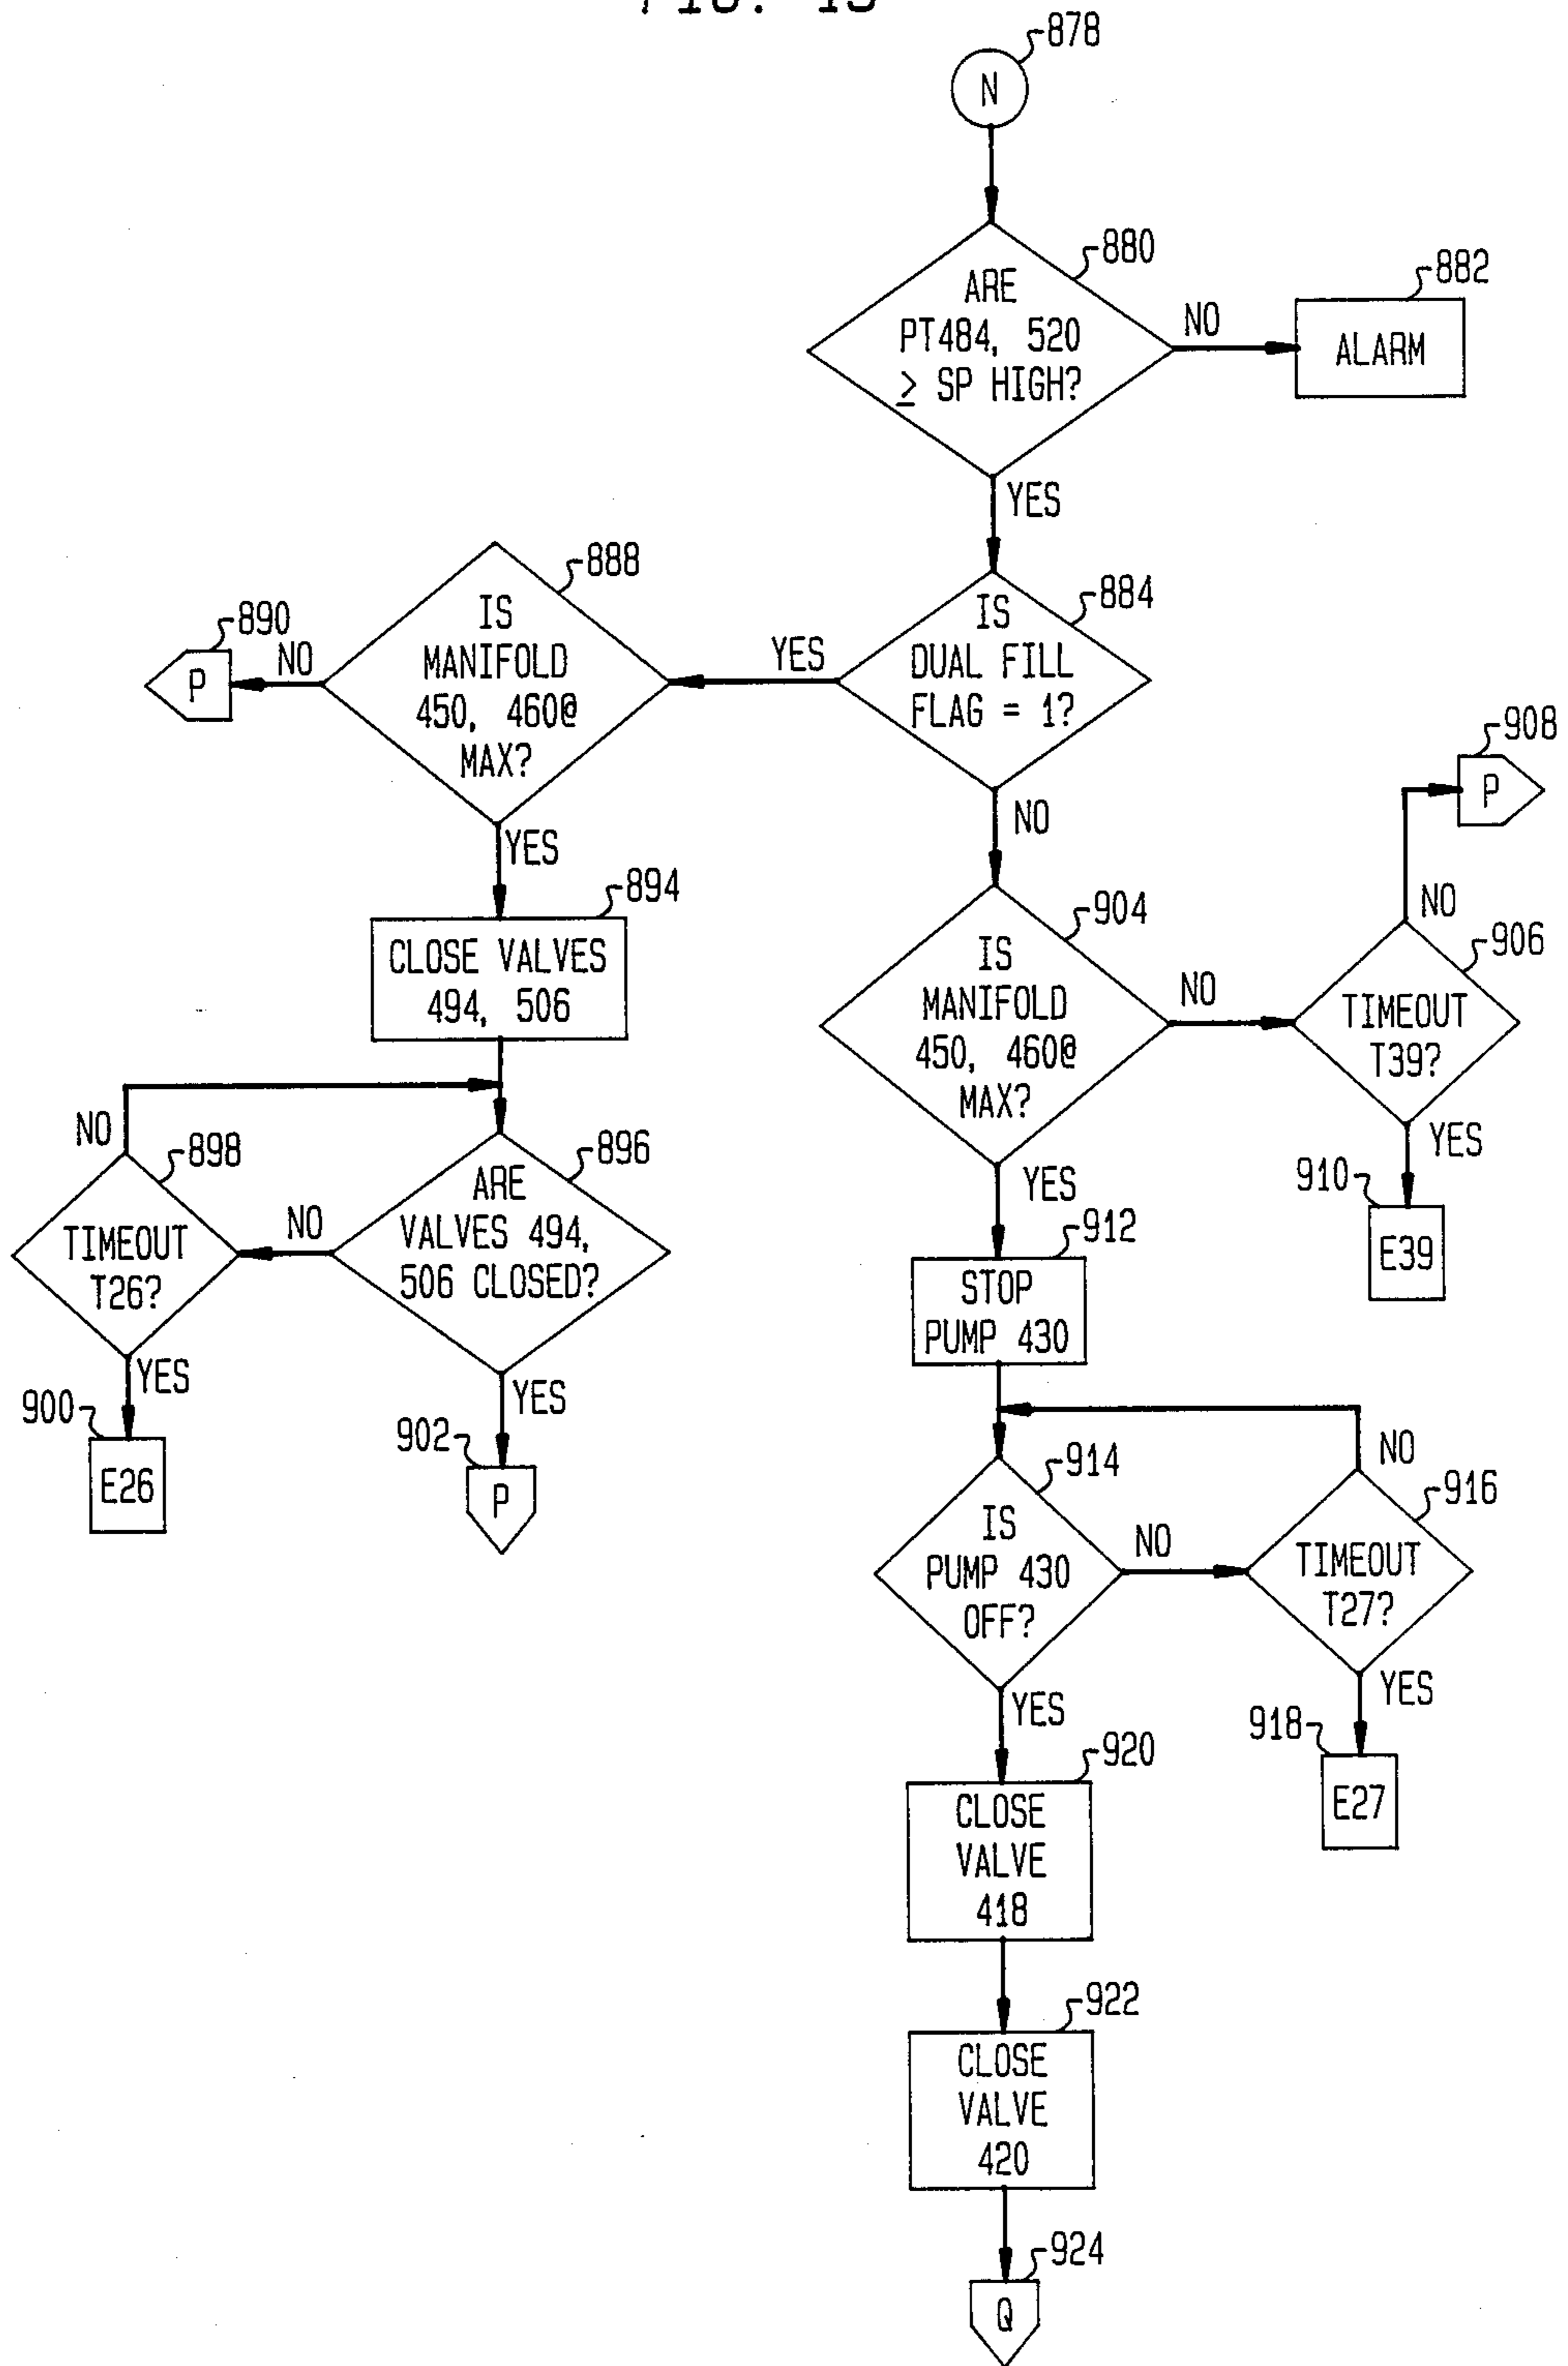 878
N
880
ARE
PT484, 520
≥ SP HIGH?
NO
882
ALARM
YES
884
IS
DUAL FILL
FLAG = 1?
YES
888
IS
MANIFOLD
450, 460@
MAX?
NO
890
P
YES
894
CLOSE VALVES
494, 506
896
ARE
VALVES 494,
506 CLOSED?
NO
898
TIMEOUT
T26?
NO
YES
900
E26
YES
902
P
NO
904
IS
MANIFOLD
450, 460@
MAX?
NO
906
TIMEOUT
T39?
NO
908
P
YES
910
E39
YES
912
STOP
PUMP 430
914
IS
PUMP 430
OFF?
NO
916
TIMEOUT
T27?
NO
YES
918
E27
YES
920
CLOSE
VALVE
418
922
CLOSE
VALVE
420
924
Q